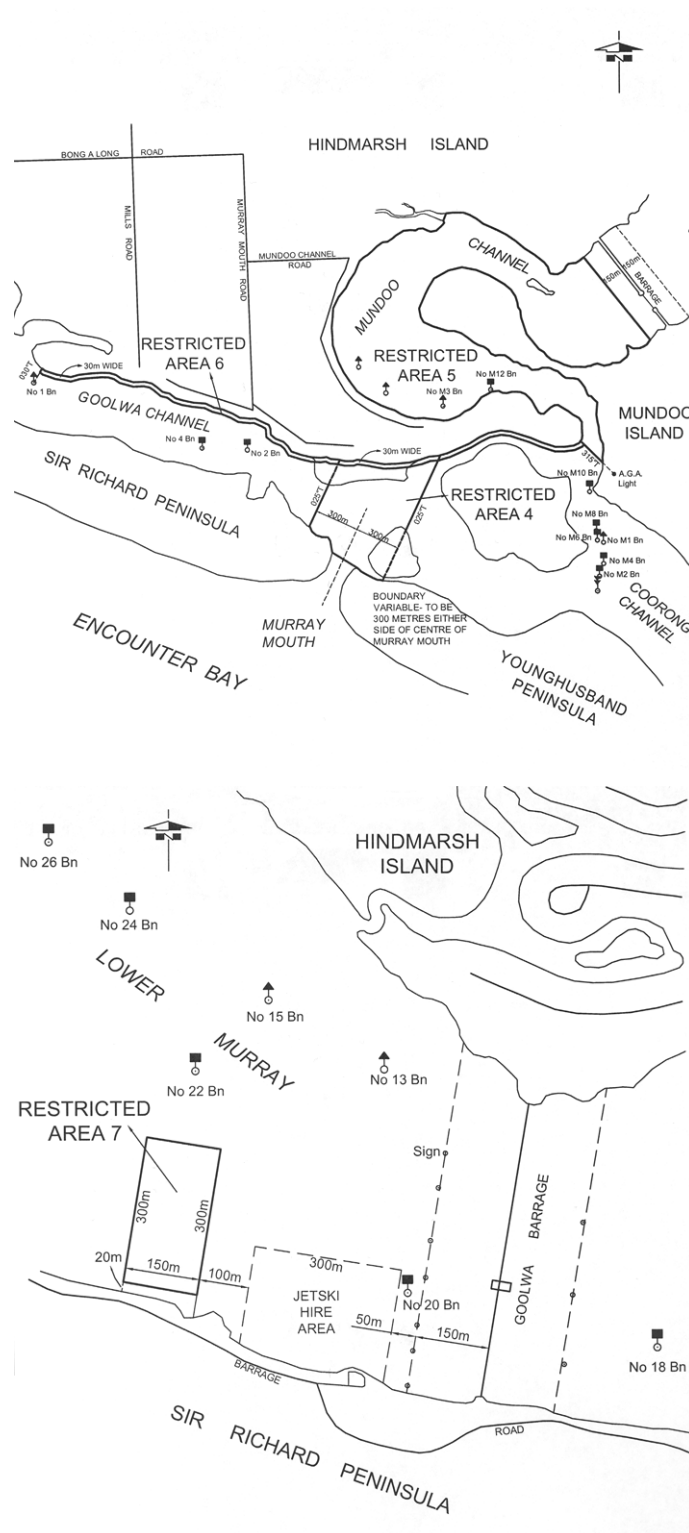 N
HINDMARSH ISLAND
BONG A LONG ROAD
MILLS ROAD
MURRAY MOUTH ROAD
MUNDOO CHANNEL
ROAD
MUNDOO
CHANNEL
150m
150m
BARRAGE
RESTRICTED
AREA 6
RESTRICTED
AREA 5
030°T
30m WIDE
No 1 Bn
GOOLWA CHANNEL
No 4 Bn
No 2 Bn
No M12 Bn
No M3 Bn
MUNDOO
ISLAND
SIR RICHARD PENINSULA
30m WIDE
315°T
A.G.A.
Light
No M10 Bn
025°T
025°T
300m
300m
RESTRICTED
AREA 4
No M8 Bn
No M6 Bn
No M1 Bn
No M4 Bn
No M2 Bn
COORONG
CHANNEL
MURRAY
MOUTH
BOUNDARY
VARIABLE- TO BE
300 METRES EITHER
SIDE OF CENTRE OF
MURRAY MOUTH
ENCOUNTER BAY
YOUNGHUSBAND
PENINSULA
N
HINDMARSH
ISLAND
No 26 Bn
No 24 Bn
LOWER
MURRAY
No 15 Bn
No 13 Bn
No 22 Bn
RESTRICTED
AREA 7
Sign
300m
300m
20m
150m
100m
300m
JETSKI
HIRE
AREA
No 20 Bn
50m
150m
GOOLWA BARRAGE
No 18 Bn
BARRAGE
ROAD
SIR RICHARD PENINSULA